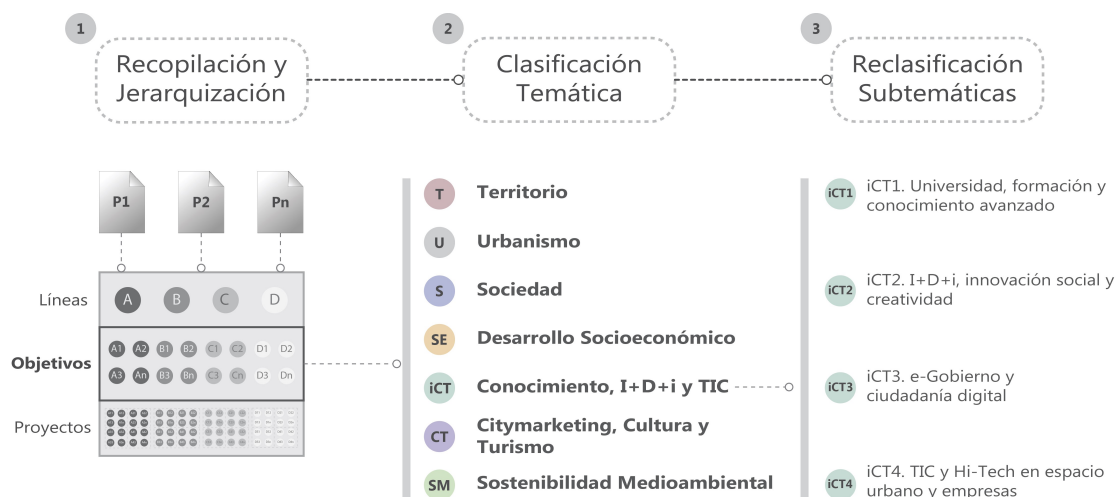 1
Recopilación y
Jerarquización
2
Clasificación
Temática
3
Reclasificación
Subtemáticas
P1
P2
Pn
Líneas
A
B
C
D
Objetivos
A1 A2 B1 B2 C1 C2 D1 D2
A3 An B3 Bn C3 Cn D3 Dn
Proyectos
T Territorio
U Urbanismo
S Sociedad
SE Desarrollo Socioeconómico
iCT Conocimiento, I+D+i y TIC
CT Citymarketing, Cultura y
Turismo
SM Sostenibilidad Medioambiental
iCT1 iCT1. Universidad, formación y
conocimiento avanzado
iCT2 iCT2. I+D+i, innovación social y
creatividad
iCT3 iCT3. e-Gobierno y
ciudadanía digital
iCT4 iCT4. TIC y Hi-Tech en espacio
urbano y empresas